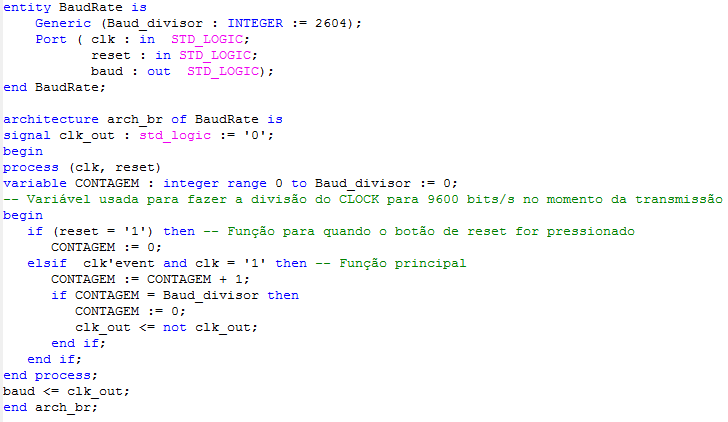 entity BaudRate is
    Generic (Baud_divisor : INTEGER := 2604);
    Port ( clk : in  STD_LOGIC;
           reset : in STD_LOGIC;
           baud : out  STD_LOGIC);
end BaudRate;

architecture arch_br of BaudRate is
signal clk_out : std_logic := '0';
begin
process (clk, reset)
variable CONTAGEM : integer range 0 to Baud_divisor := 0;
-- Variável usada para fazer a divisão do CLOCK para 9600 bits/s no momento da transmissão
begin
   if (reset = '1') then -- Função para quando o botão de reset for pressionado
      CONTAGEM := 0;
   elsif  clk'event and clk = '1' then -- Função principal
      CONTAGEM := CONTAGEM + 1;
      if CONTAGEM = Baud_divisor then
         CONTAGEM := 0;
         clk_out <= not clk_out;
      end if;
   end if;
end process;
baud <= clk_out;
end arch_br;